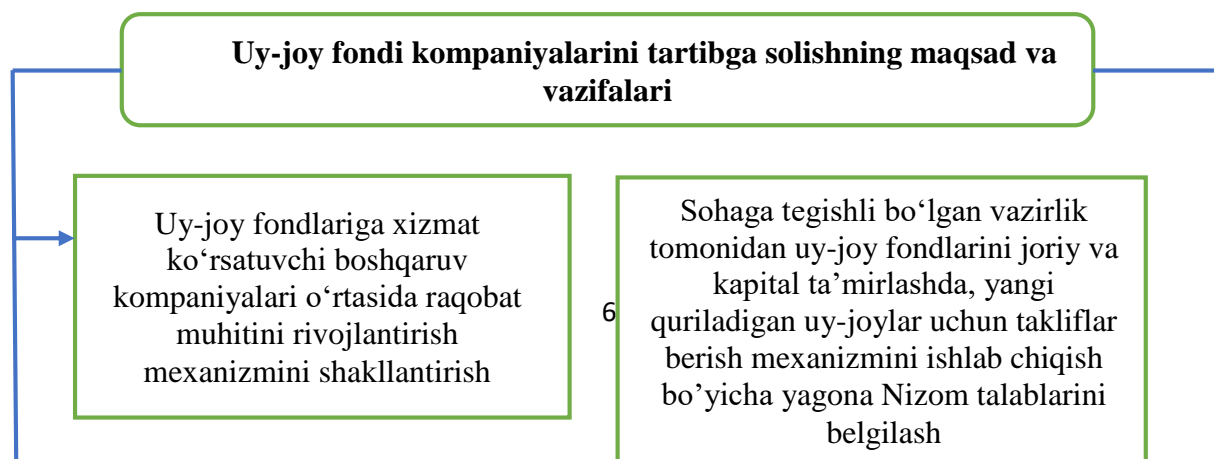 Uy-joy fondi kompaniyalarini tartibga solishning maqsad va
vazifalari
Uy-joy fondlariga xizmat
ko‘rsatuvchi boshqaruv
kompaniyalari o‘rtasida raqobat
muhitini rivojlantirish
mexanizmini shakllantirish
6
Sohaga tegishli bo‘lgan vazirlik
tomonidan uy-joy fondlarini joriy va
kapital ta’mirlashda, yangi
quriladigan uy-joylar uchun takliflar
berish mexanizmini ishlab chiqish
bo’yicha yagona Nizom talablarini
belgilash